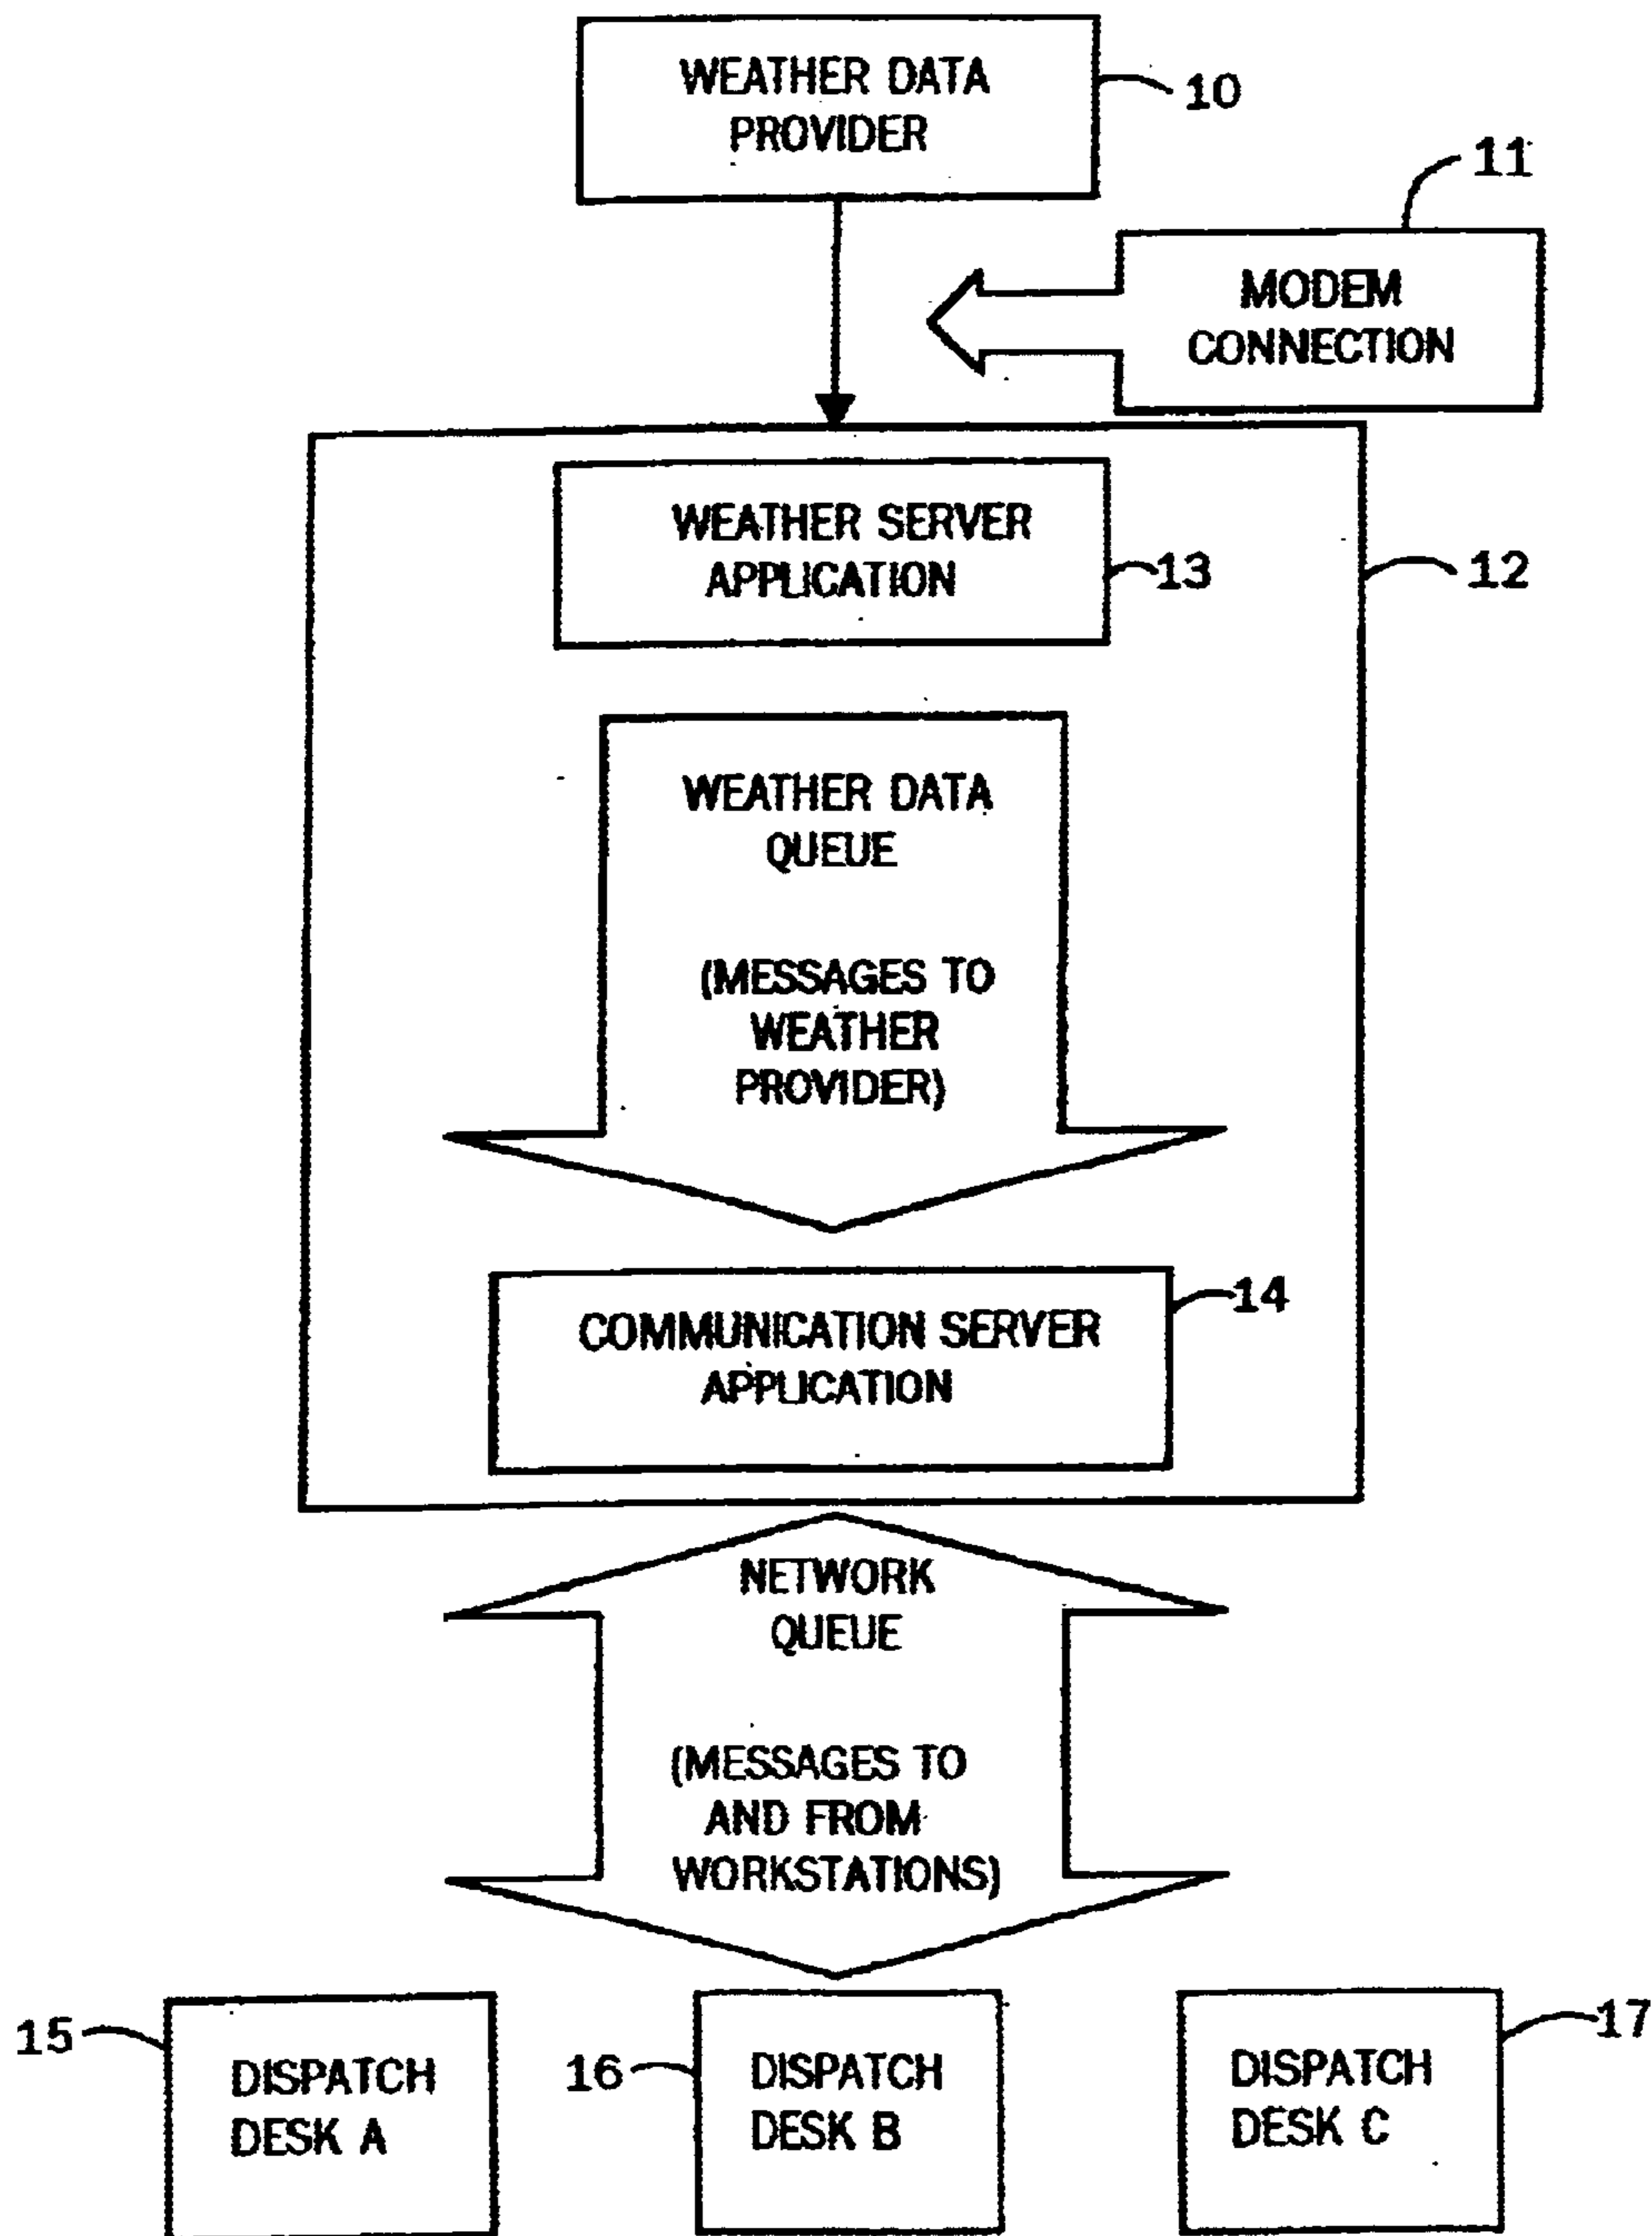 WEATHER DATA
PROVIDER
10
11
MODEM
CONNECTION
WEATHER SERVER
APPLICATION
13
12
WEATHER DATA
QUEUE
(MESSAGES TO
WEATHER
PROVIDER)
14
COMMUNICATION SERVER
APPLICATION
NETWORK
QUEUE
(MESSAGES TO
AND FROM
WORKSTATIONS)
15
DISPATCH
DESK A
16
DISPATCH
DESK B
17
DISPATCH
DESK C